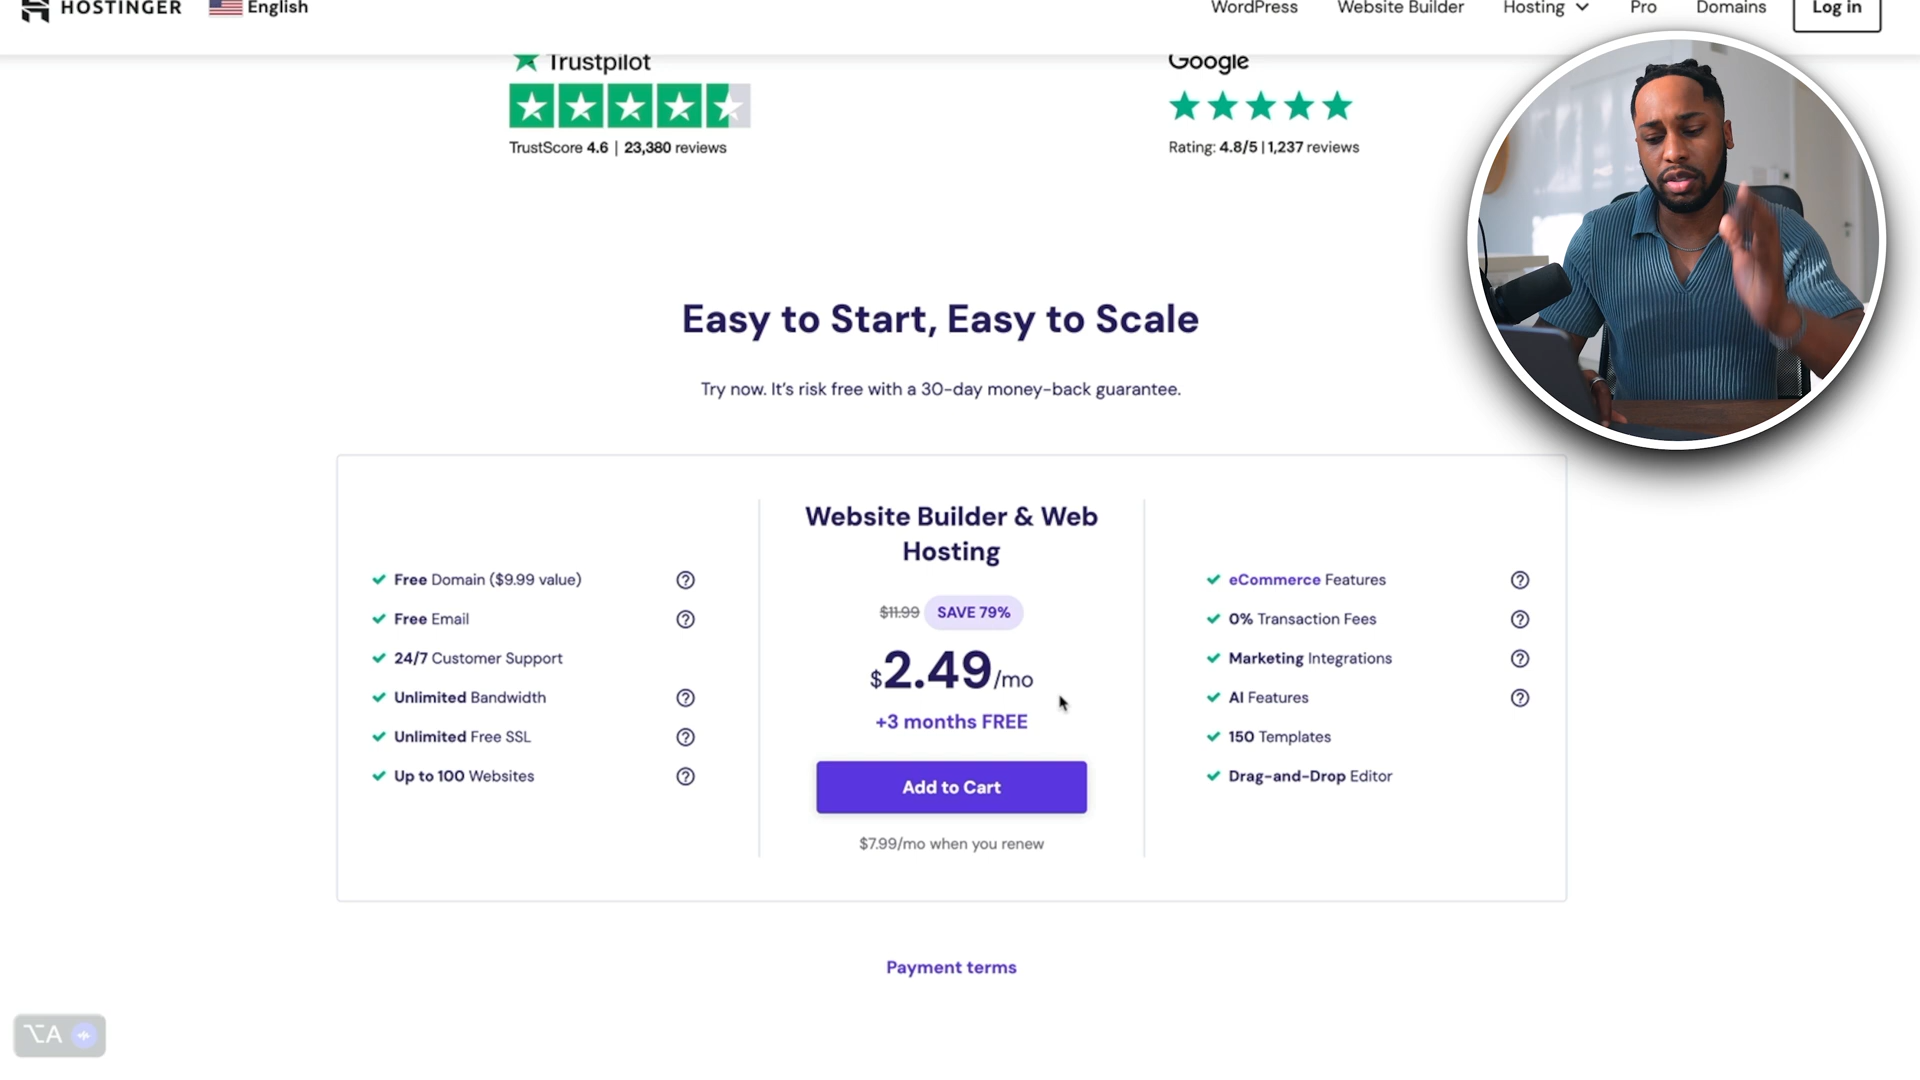 HOSTINGER
English
WordPress
Website Builder
Hosting
Pro
Domains
Log in
Trustpilot
TrustScore 4.6 | 23,380 reviews
Google
Rating: 4.8/5 | 1,237 reviews
Easy to Start, Easy to Scale
Try now. It's risk free with a 30-day money-back guarantee.
Free Domain ($9.99 value)
Free Email
24/7 Customer Support
Unlimited Bandwidth
Unlimited Free SSL
Up to 100 Websites
Website Builder & Web
Hosting
$11.99 SAVE 79%
$2.49/mo
+3 months FREE
Add to Cart
$7.99/mo when you renew
eCommerce Features
0% Transaction Fees
Marketing Integrations
AI Features
150 Templates
Drag-and-Drop Editor
Payment terms
⌥A